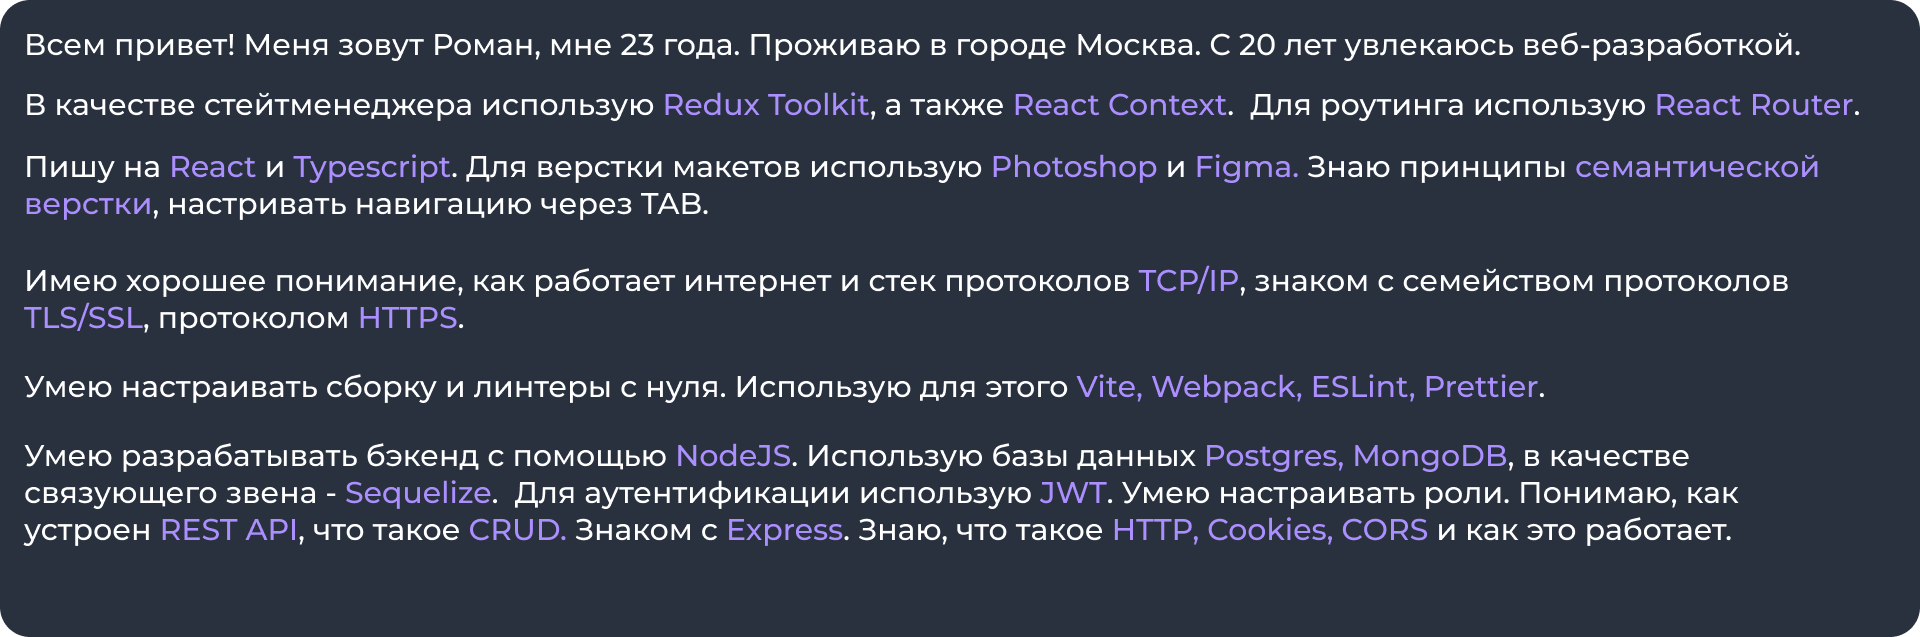 Всем привет! Меня зовут Роман, мне 23 года. Проживаю в городе Москва. С 20 лет увлекаюсь веб-разработкой.
В качестве стейтменеджера использую Redux Toolkit, а также React Context.  Для роутинга использую React Router.
Пишу на React и Typescript. Для верстки макетов использую Photoshop и Figma. Знаю принципы семантической
верстки, настривать навигацию через TAB.
Имею хорошее понимание, как работает интернет и стек протоколов TCP/IP, знаком с семейством протоколов
TLS/SSL, протоколом HTTPS.
Умею настраивать сборку и линтеры с нуля. Использую для этого Vite, Webpack, ESLint, Prettier.
Умею разрабатывать бэкенд с помощью NodeJS. Использую базы данных Postgres, MongoDB, в качестве
связующего звена - Sequelize.  Для аутентификации использую JWT. Умею настраивать роли. Понимаю, как
устроен REST API, что такое CRUD. Знаком с Express. Знаю, что такое HTTP, Cookies, CORS и как это работает.